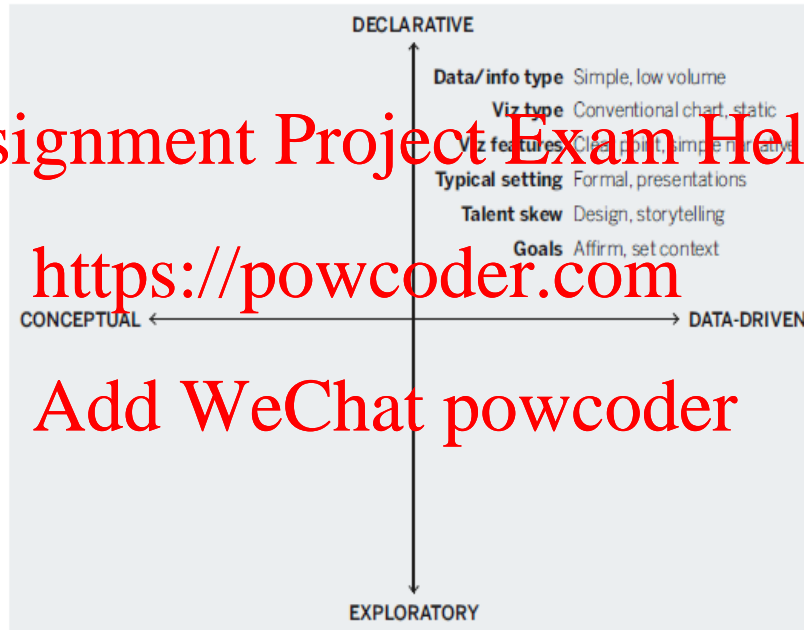 DECLARATIVE
Data/info type Simple, low volume
Viz type Conventional chart, static
signment Project Exam Hel
Viz features Clear point, simple narrative
Typical setting Formal, presentations
Talent skew Design, storytelling
Goals Affirm, set context
https://powcoder.com
CONCEPTUAL DATA-DRIVEN
Add WeChat powcoder
EXPLORATORY